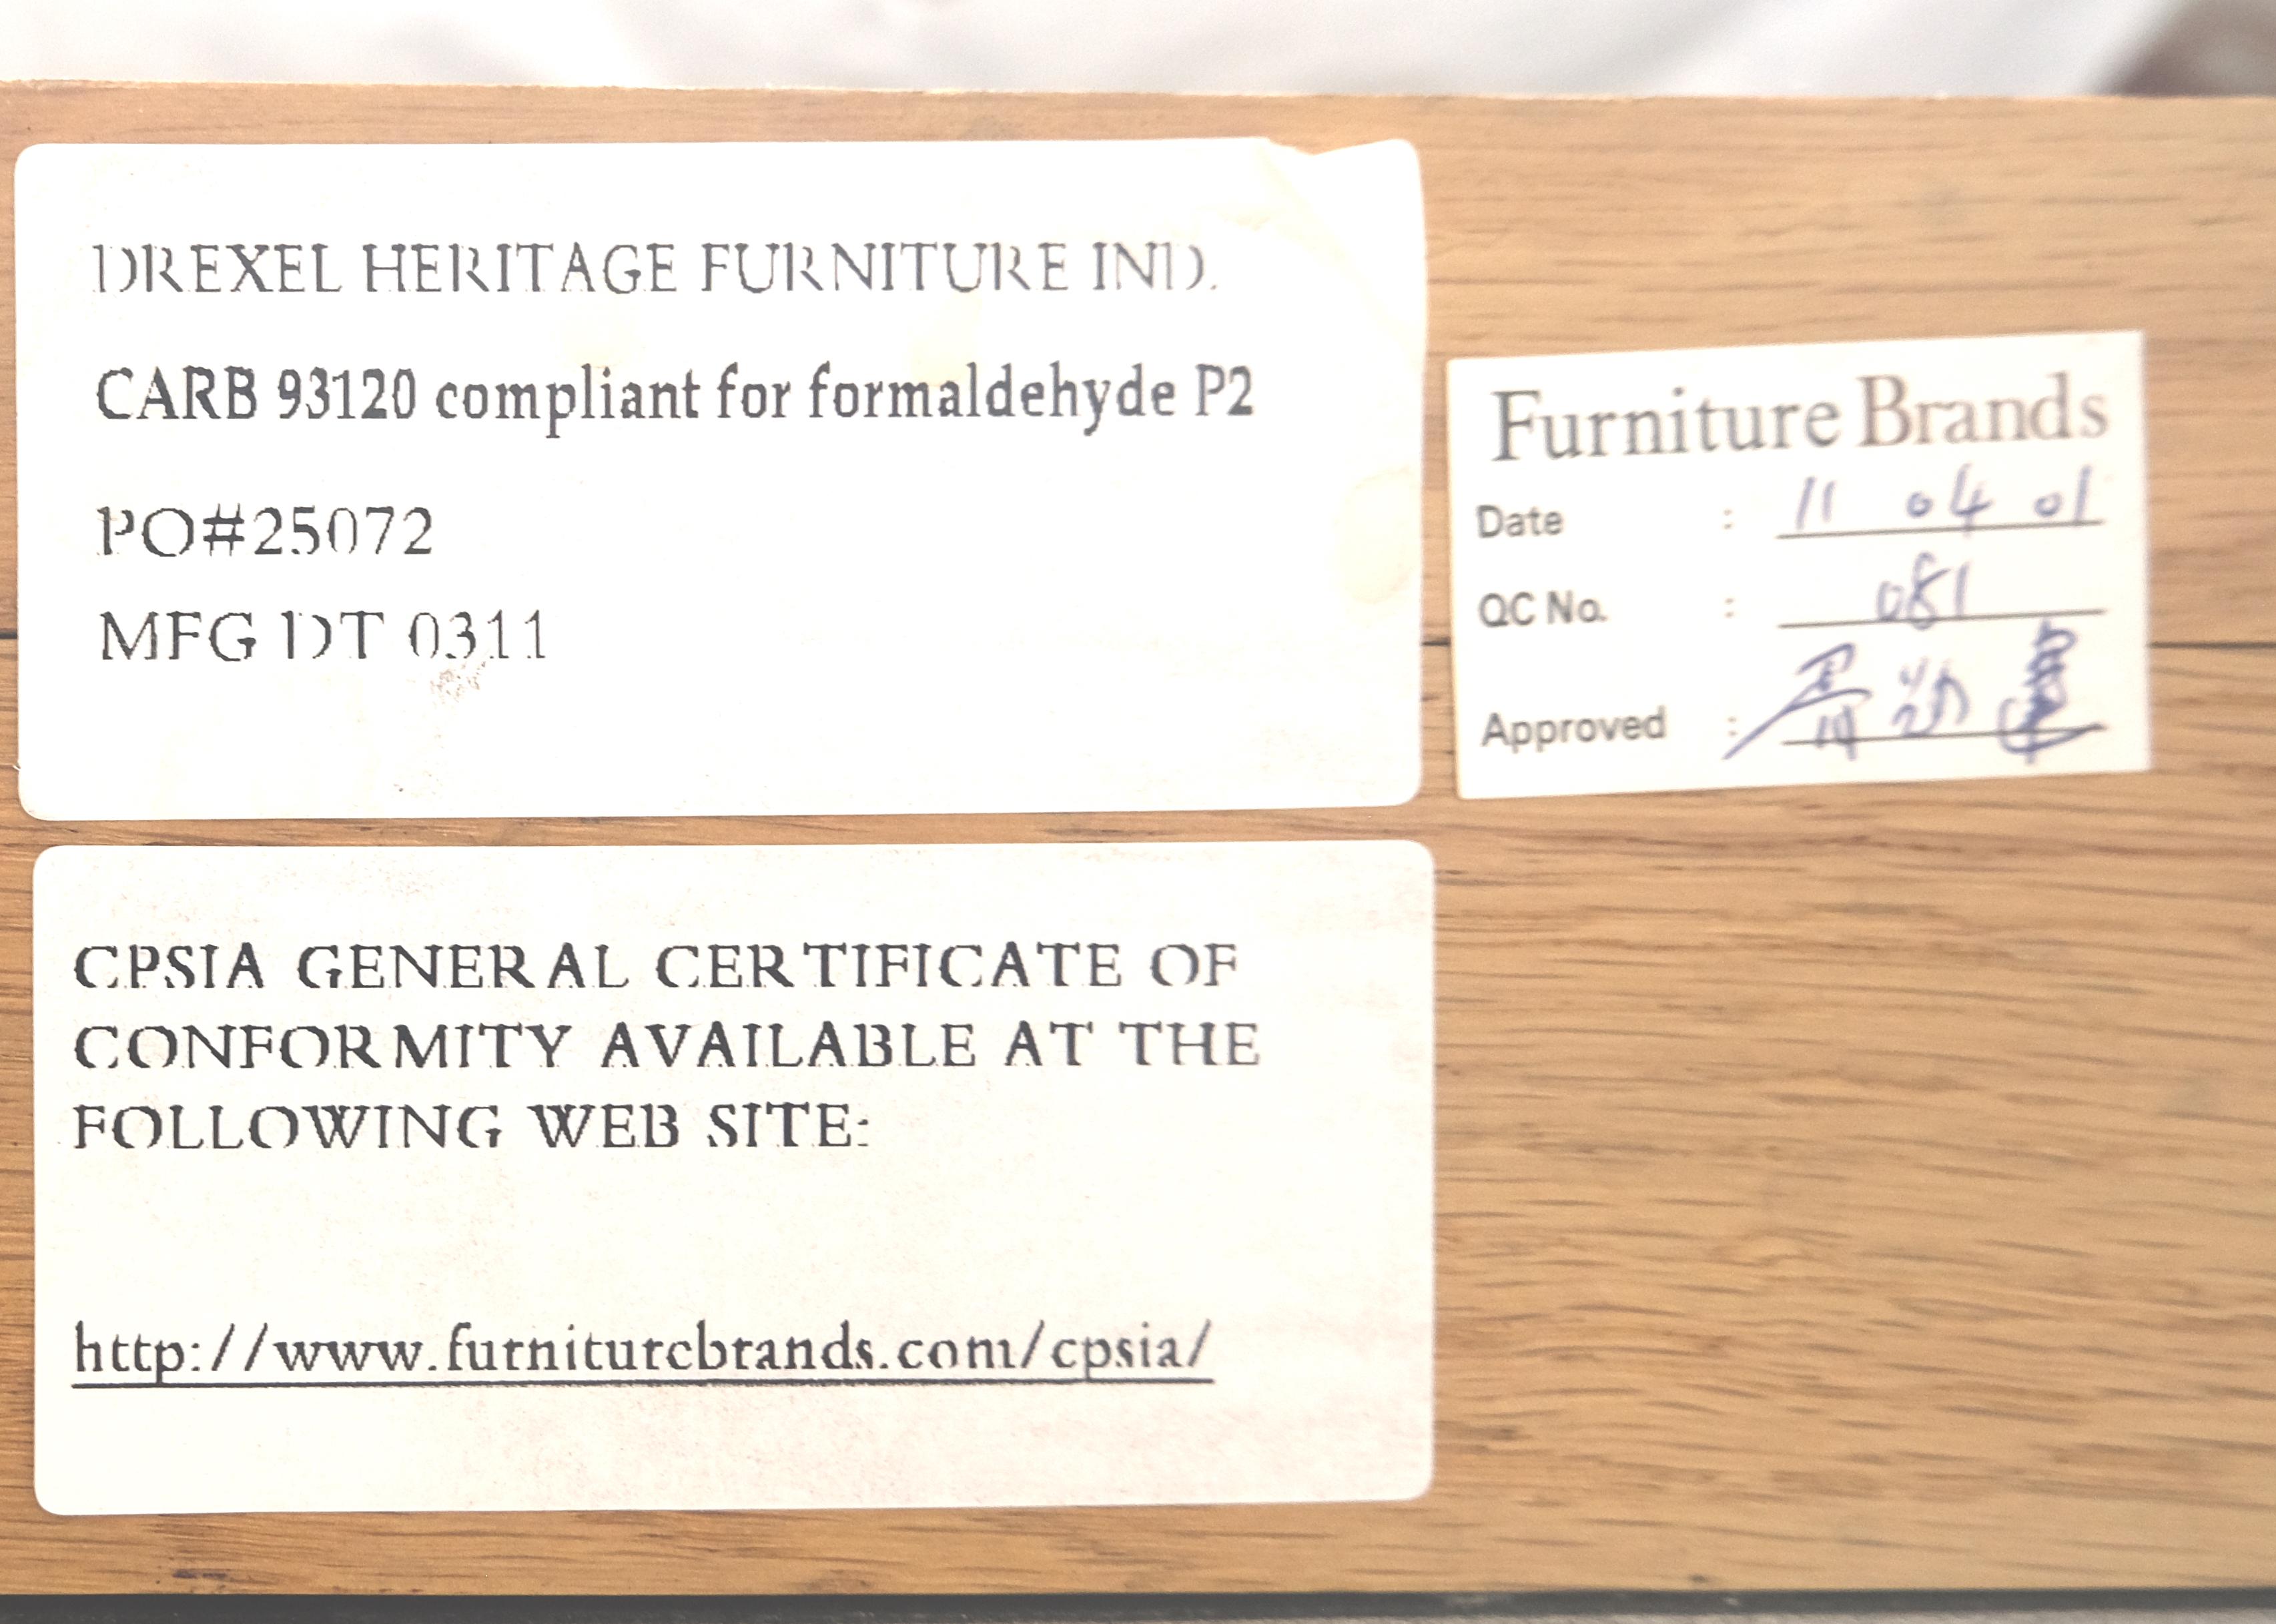 DREXEL HERITAGE FURNITURE IND.
CARB 93120 compliant for formaldehyde P2
PO#25072
MFG DT 0311
Furniture Brands
Date : 11 04 01
QC No. : 081
Approved :
CPSIA GENERAL CERTIFICATE OF
CONFORMITY AVAILABLE AT THE
FOLLOWING WEB SITE:
http://www.furniturebrands.com/cpsia/